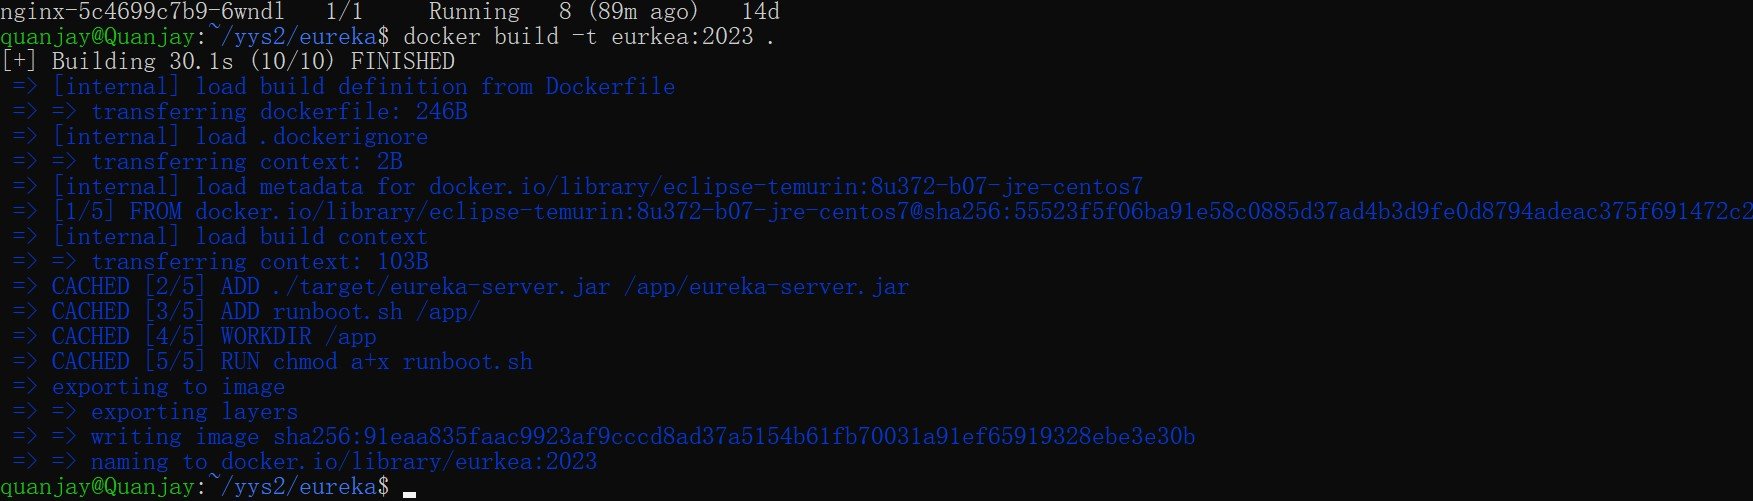 nginx-5c4699c7b9-6wndl   1/1     Running   8 (89m ago)   14d
quanjay@Quanjay:~/yys2/eureka$ docker build -t eurkea:2023 .
[+] Building 30.1s (10/10) FINISHED
=> [internal] load build definition from Dockerfile
=> => transferring dockerfile: 246B
=> [internal] load .dockerignore
=> => transferring context: 2B
=> [internal] load metadata for docker.io/library/eclipse-temurin:8u372-b07-jre-centos7
=> [1/5] FROM docker.io/library/eclipse-temurin:8u372-b07-jre-centos7@sha256:55523f5f06ba91e58c0885d37ad4b3d9fe0d8794adeac375f691472c2
=> [internal] load build context
=> => transferring context: 103B
=> CACHED [2/5] ADD ./target/eureka-server.jar /app/eureka-server.jar
=> CACHED [3/5] ADD runboot.sh /app/
=> CACHED [4/5] WORKDIR /app
=> CACHED [5/5] RUN chmod a+x runboot.sh
=> exporting to image
=> => exporting layers
=> => writing image sha256:91eaa835faac9923af9cccd8ad37a5154b61fb70031a91ef65919328ebe3e30b
=> => naming to docker.io/library/eurkea:2023
quanjay@Quanjay:~/yys2/eureka$